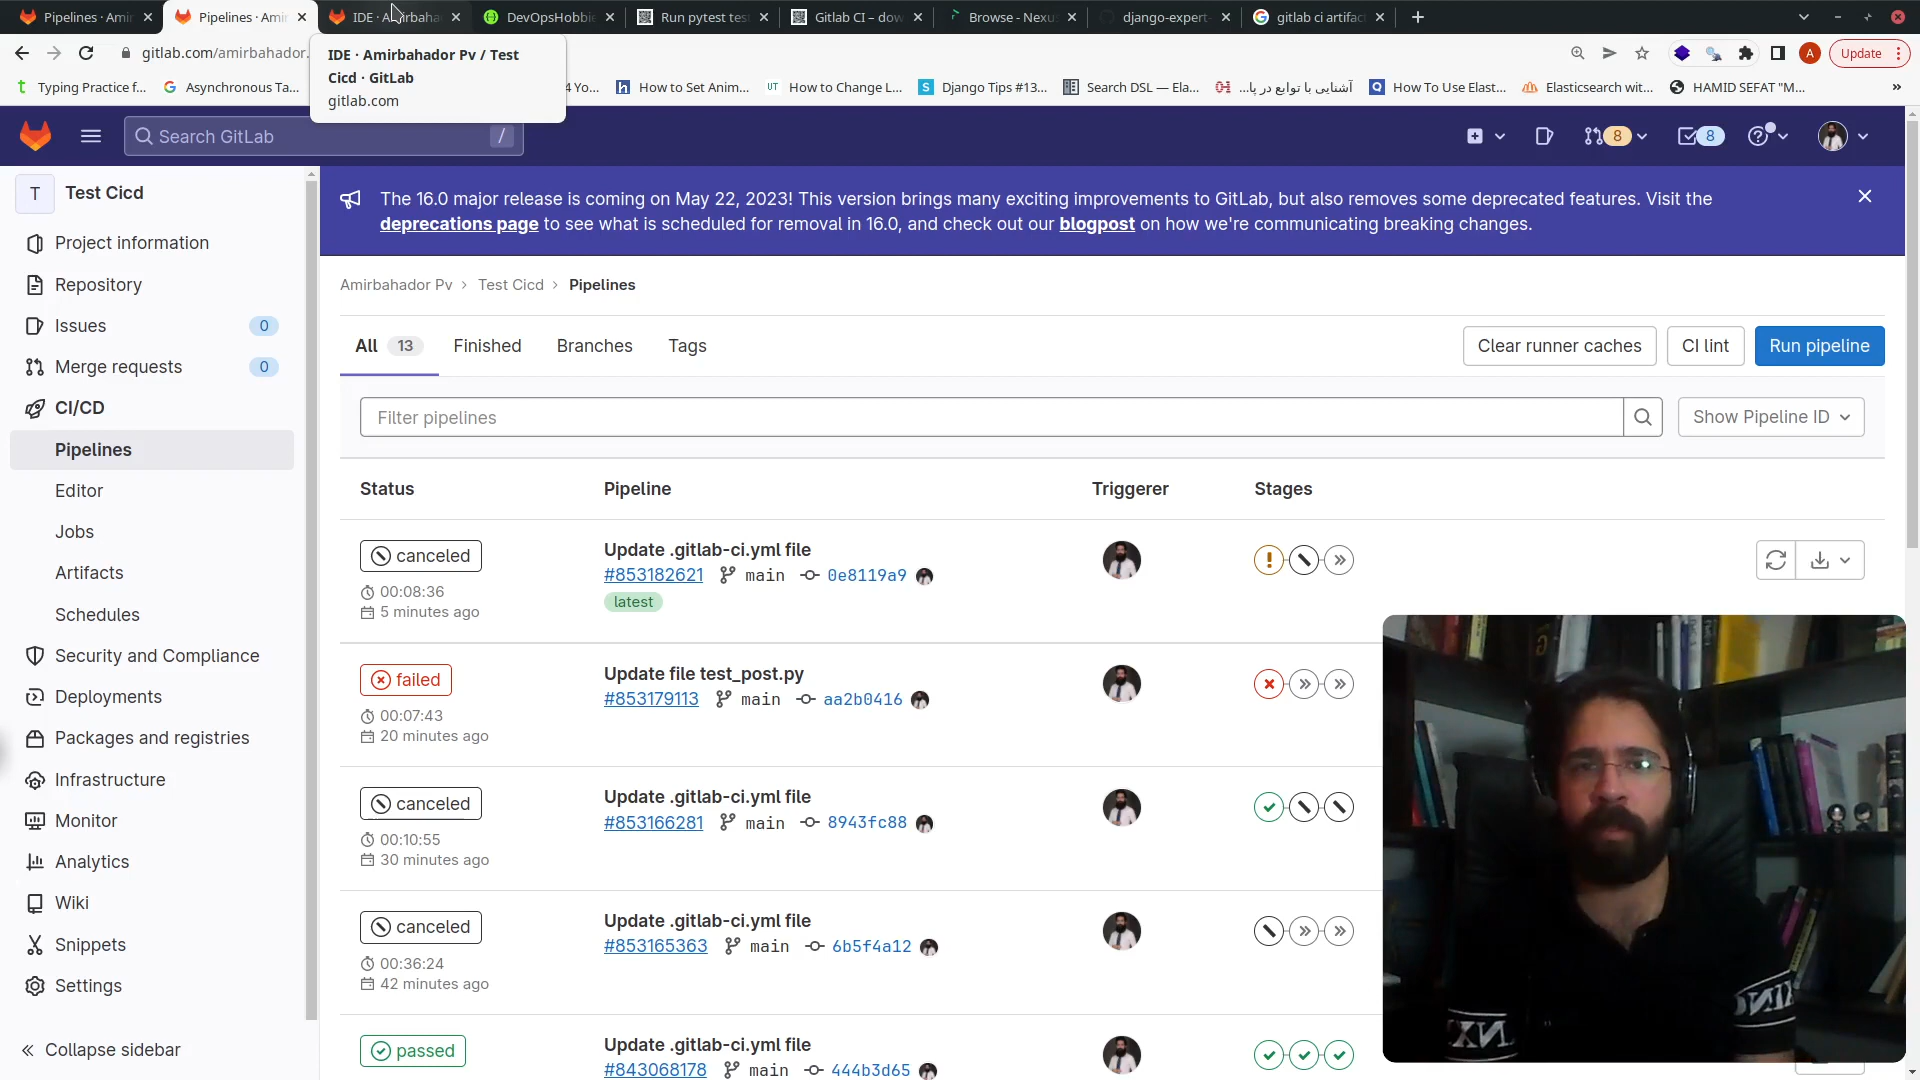 Pipelines · Ami
Pipelines · Ami
IDE · Amirbaha
DevOpsHobbie
Run pytest tes
Gitlab CI – dow
Browse - Nexu
django-expert-
gitlab ci artifac
gitlab.com/amirbahador.
Update
IDE · Amirbahador Pv / Test
Cicd · GitLab
gitlab.com
Typing Practice f...
Asynchronous Ta...
4 Yo...
How to Set Anim...
UT How to Change L...
S Django Tips #13...
Search DSL — Ela...
آشنایی با توابع در پا...
Q How To Use Elast...
Elasticsearch wit...
HAMID SEFAT "M...
»
Search GitLab
/
8
8
A
The 16.0 major release is coming on May 22, 2023! This version brings many exciting improvements to GitLab, but also removes some deprecated features. Visit the
deprecations page to see what is scheduled for removal in 16.0, and check out our blogpost on how we're communicating breaking changes.
T Test Cicd
Project information
Repository
Issues 0
Merge requests 0
CI/CD
Pipelines
Editor
Jobs
Artifacts
Schedules
Security and Compliance
Deployments
Packages and registries
Infrastructure
Monitor
Analytics
Wiki
Snippets
Settings
Collapse sidebar
Amirbahador Pv > Test Cicd > Pipelines
All 13 Finished Branches Tags
Clear runner caches CI lint Run pipeline
Filter pipelines
Show Pipeline ID
Status Pipeline Triggerer Stages
canceled
00:08:36
5 minutes ago
Update .gitlab-ci.yml file
#853182621 main 0e8119a9
latest
failed
00:07:43
20 minutes ago
Update file test_post.py
#853179113 main aa2b0416
canceled
00:10:55
30 minutes ago
Update .gitlab-ci.yml file
#853166281 main 8943fc88
canceled
00:36:24
42 minutes ago
Update .gitlab-ci.yml file
#853165363 main 6b5f4a12
passed
Update .gitlab-ci.yml file
#843068178 main 444b3d65